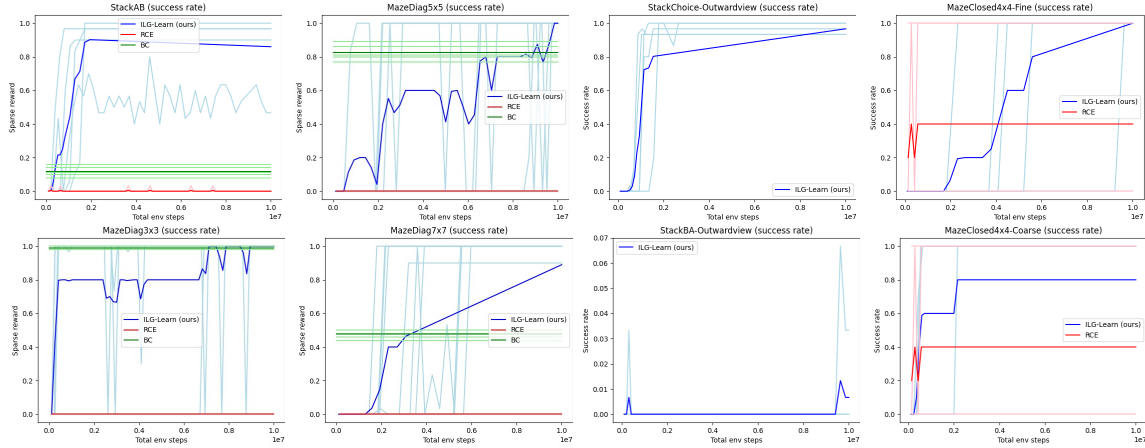 StackAB (success rate)
Sparse reward
1.0
0.8
0.6
0.4
0.2
0.0
ILG-Learn (ours)
RCE
BC
0.0 0.2 0.4 0.6 0.8 1.0
1e7
Total env steps
MazeDiag5x5 (success rate)
Sparse reward
1.0
0.8
0.6
0.4
0.2
0.0
ILG-Learn (ours)
RCE
BC
0.0 0.2 0.4 0.6 0.8 1.0
1e7
Total env steps
StackChoice-Outwardview (success rate)
Success rate
1.0
0.8
0.6
0.4
0.2
0.0
ILG-Learn (ours)
0.0 0.2 0.4 0.6 0.8 1.0
1e7
Total env steps
MazeClosed4x4-Fine (success rate)
Success rate
1.0
0.8
0.6
0.4
0.2
0.0
ILG-Learn (ours)
RCE
0.0 0.2 0.4 0.6 0.8 1.0
1e7
Total env steps
MazeDiag3x3 (success rate)
Sparse reward
1.0
0.8
0.6
0.4
0.2
0.0
ILG-Learn (ours)
RCE
BC
0.0 0.2 0.4 0.6 0.8 1.0
1e7
Total env steps
MazeDiag7x7 (success rate)
Sparse reward
1.0
0.8
0.6
0.4
0.2
0.0
ILG-Learn (ours)
RCE
BC
0.0 0.2 0.4 0.6 0.8 1.0
1e7
Total env steps
StackBA-Outwardview (success rate)
Success rate
0.07
0.06
0.05
0.04
0.03
0.02
0.01
0.00
ILG-Learn (ours)
0.0 0.2 0.4 0.6 0.8 1.0
1e7
Total env steps
MazeClosed4x4-Coarse (success rate)
Success rate
1.0
0.8
0.6
0.4
0.2
0.0
ILG-Learn (ours)
RCE
0.0 0.2 0.4 0.6 0.8 1.0
1e7
Total env steps